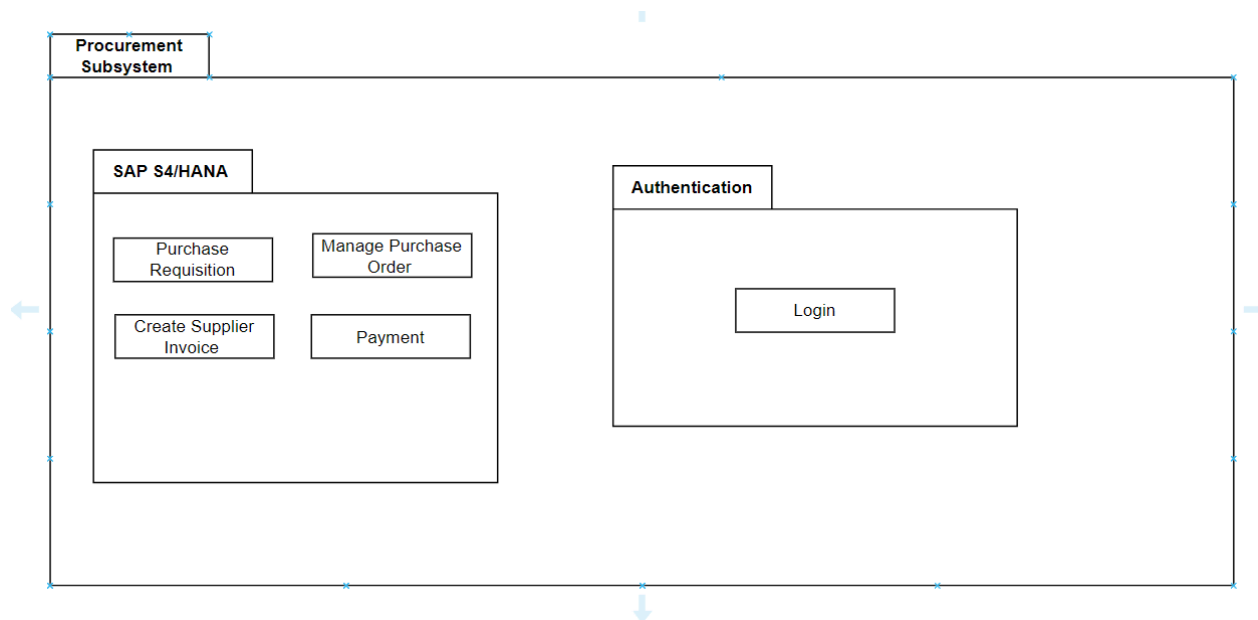 Procurement
Subsystem
SAP S4/HANA
Authentication
Purchase
Requisition
Manage Purchase
Order
Create Supplier
Invoice
Payment
Login